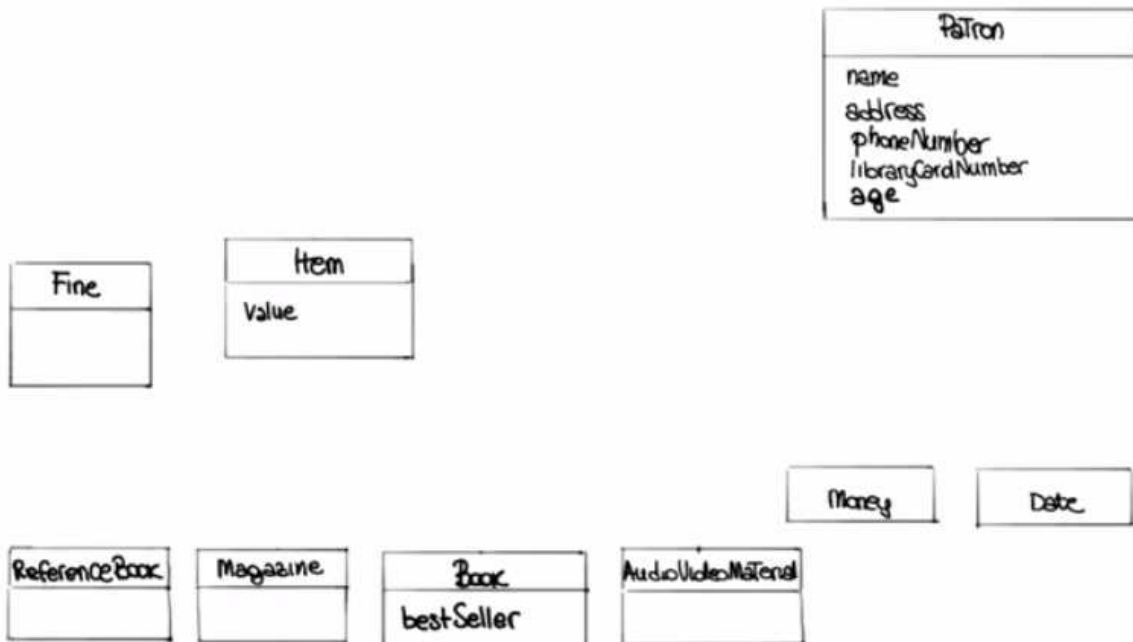 Patron
name
address
phoneNumber
libraryCardNumber
age
Fine
Item
Value
Money
Date
ReferenceBook
Magazine
Book
bestSeller
AudioVideoMaterial